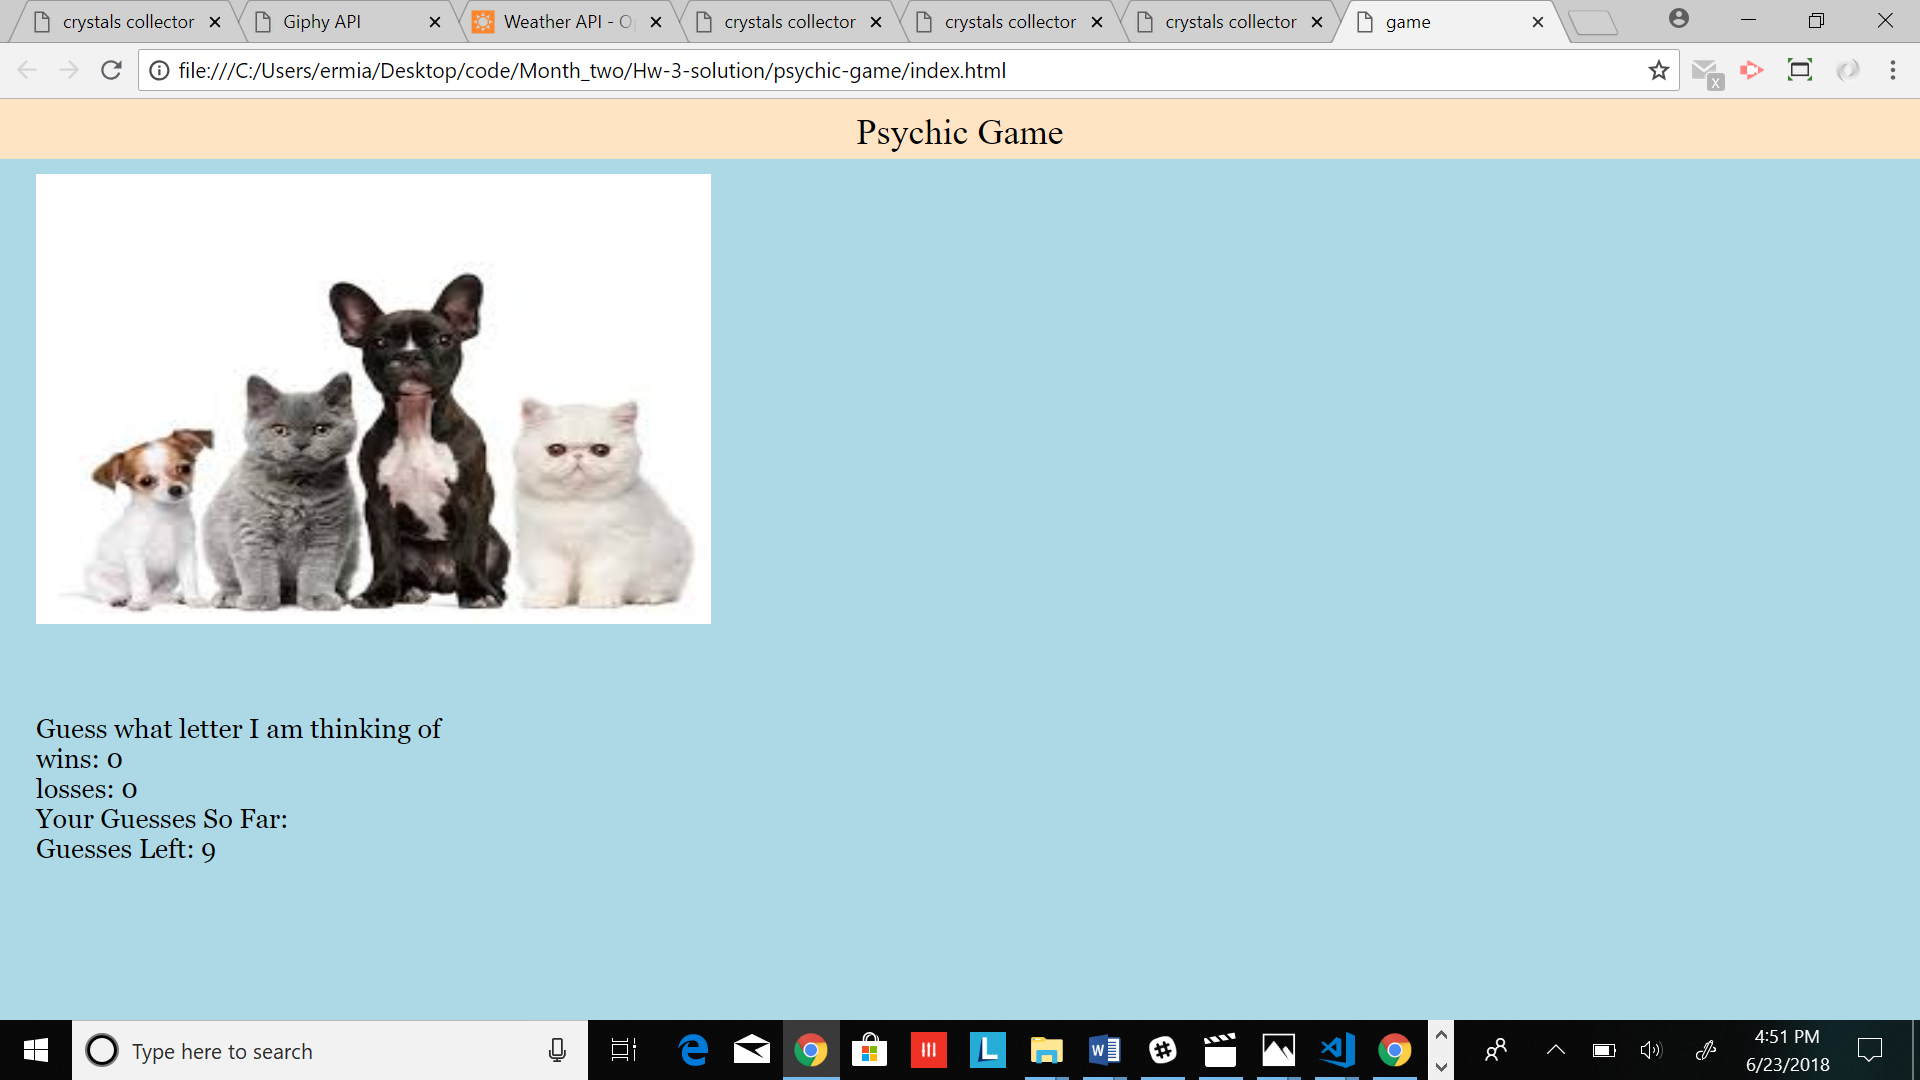 crystals collector
Giphy API
Weather API - O
crystals collector
crystals collector
crystals collector
game
file:///C:/Users/ermia/Desktop/code/Month_two/Hw-3-solution/psychic-game/index.html
x
Psychic Game
Guess what letter I am thinking of
wins: 0
losses: 0
Your Guesses So Far:
Guesses Left: 9
Type here to search
4:51 PM
6/23/2018